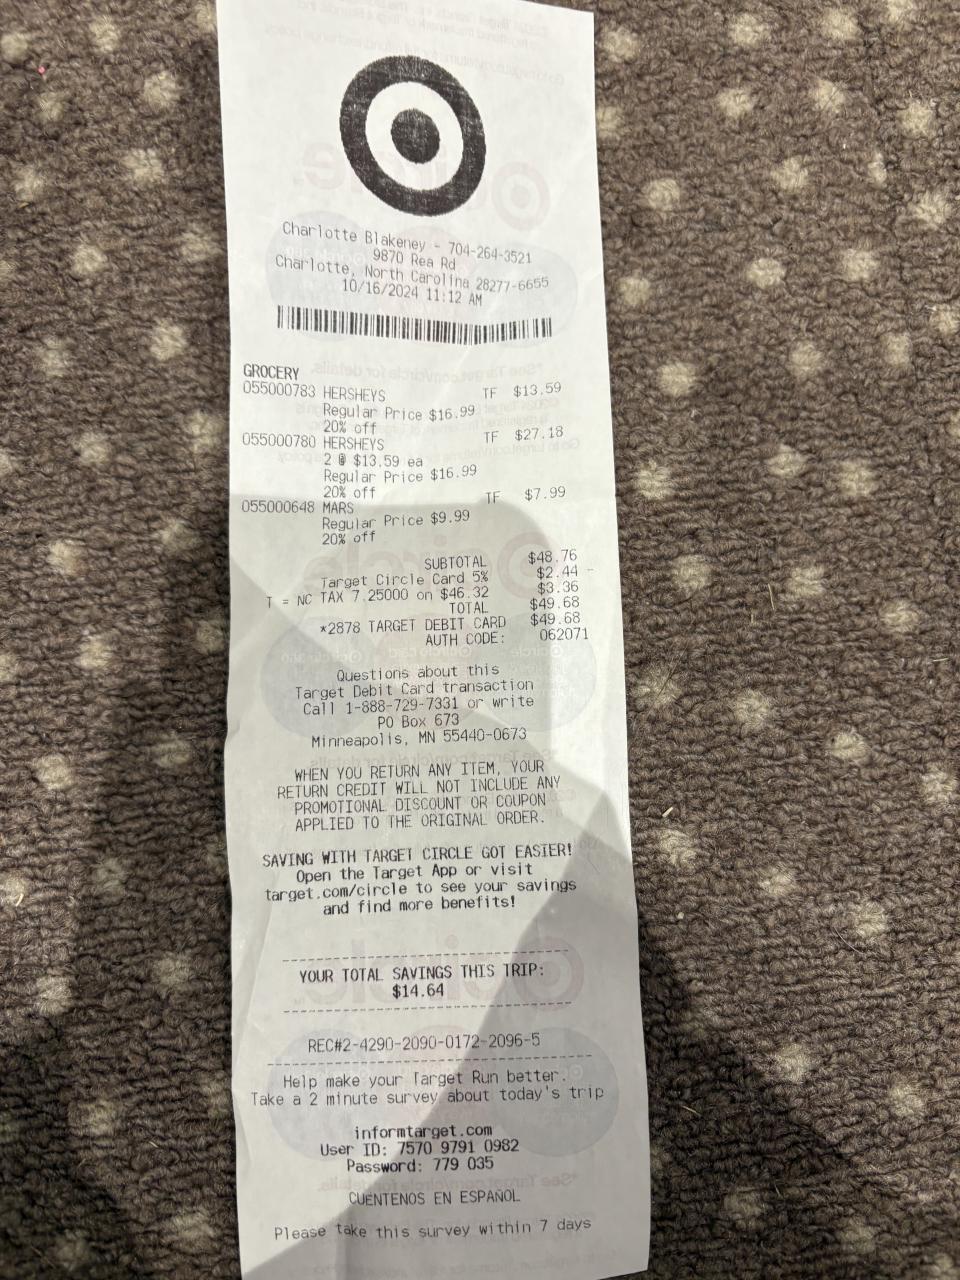 Charlotte Blakeney - 704-264-3521
9870 Rea Rd
Charlotte, North Carolina 28277-6655
10/16/2024 11:12 AM
GROCERY
055000783 HERSHEYS TF $13.59
Regular Price $16.99
20% off
055000780 HERSHEYS TF $27.18
2 @ $13.59 ea
Regular Price $16.99
20% off
055000648 MARS TF $7.99
Regular Price $9.99
20% off
SUBTOTAL $48.76
Target Circle Card 5% $2.44 -
T = NC TAX 7.25000 on $46.32 $3.36
TOTAL $49.68
*2878 TARGET DEBIT CARD $49.68
AUTH CODE: 062071
Questions about this
Target Debit Card transaction
Call 1-888-729-7331 or write
PO Box 673
Minneapolis, MN 55440-0673
WHEN YOU RETURN ANY ITEM, YOUR
RETURN CREDIT WILL NOT INCLUDE ANY
PROMOTIONAL DISCOUNT OR COUPON
APPLIED TO THE ORIGINAL ORDER.
SAVING WITH TARGET CIRCLE GOT EASIER!
Open the Target App or visit
target.com/circle to see your savings
and find more benefits!
YOUR TOTAL SAVINGS THIS TRIP:
$14.64
REC#2-4290-2090-0172-2096-5
Help make your Target Run better.
Take a 2 minute survey about today's trip
informtarget.com
User ID: 7570 9791 0982
Password: 779 035
CUÉNTENOS EN ESPAÑOL
Please take this survey within 7 days